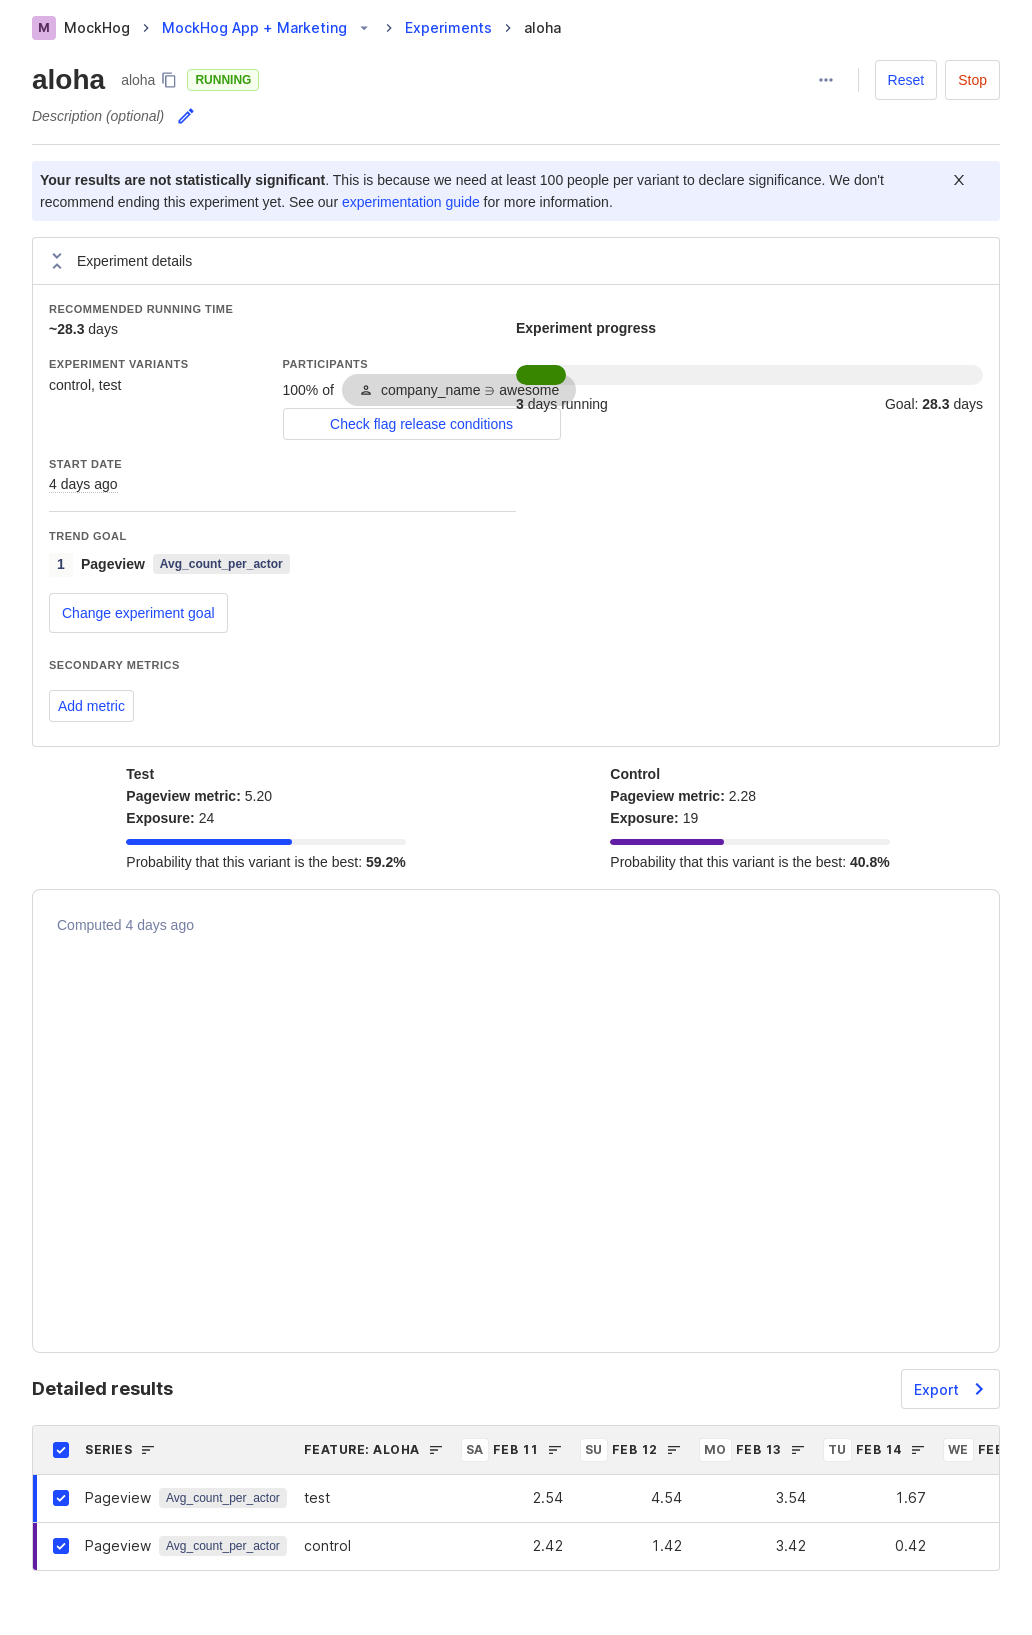 M MockHog > MockHog App + Marketing > Experiments > aloha
aloha aloha RUNNING ... Reset Stop
Description (optional)
Your results are not statistically significant. This is because we need at least 100 people per variant to declare significance. We don't X
recommend ending this experiment yet. See our experimentation guide for more information.
Experiment details
RECOMMENDED RUNNING TIME
~28.3 days
Experiment progress
EXPERIMENT VARIANTS PARTICIPANTS
control, test 100% of company_name ∋ awesome
3 days running Goal: 28.3 days
Check flag release conditions
START DATE
4 days ago
TREND GOAL
1 Pageview Avg_count_per_actor
Change experiment goal
SECONDARY METRICS
Add metric
Test
Pageview metric: 5.20
Exposure: 24
Probability that this variant is the best: 59.2%
Control
Pageview metric: 2.28
Exposure: 19
Probability that this variant is the best: 40.8%
Computed 4 days ago
Detailed results Export >
SERIES FEATURE: ALOHA SA FEB 11 SU FEB 12 MO FEB 13 TU FEB 14 WE FEB
Pageview Avg_count_per_actor test 2.54 4.54 3.54 1.67
Pageview Avg_count_per_actor control 2.42 1.42 3.42 0.42